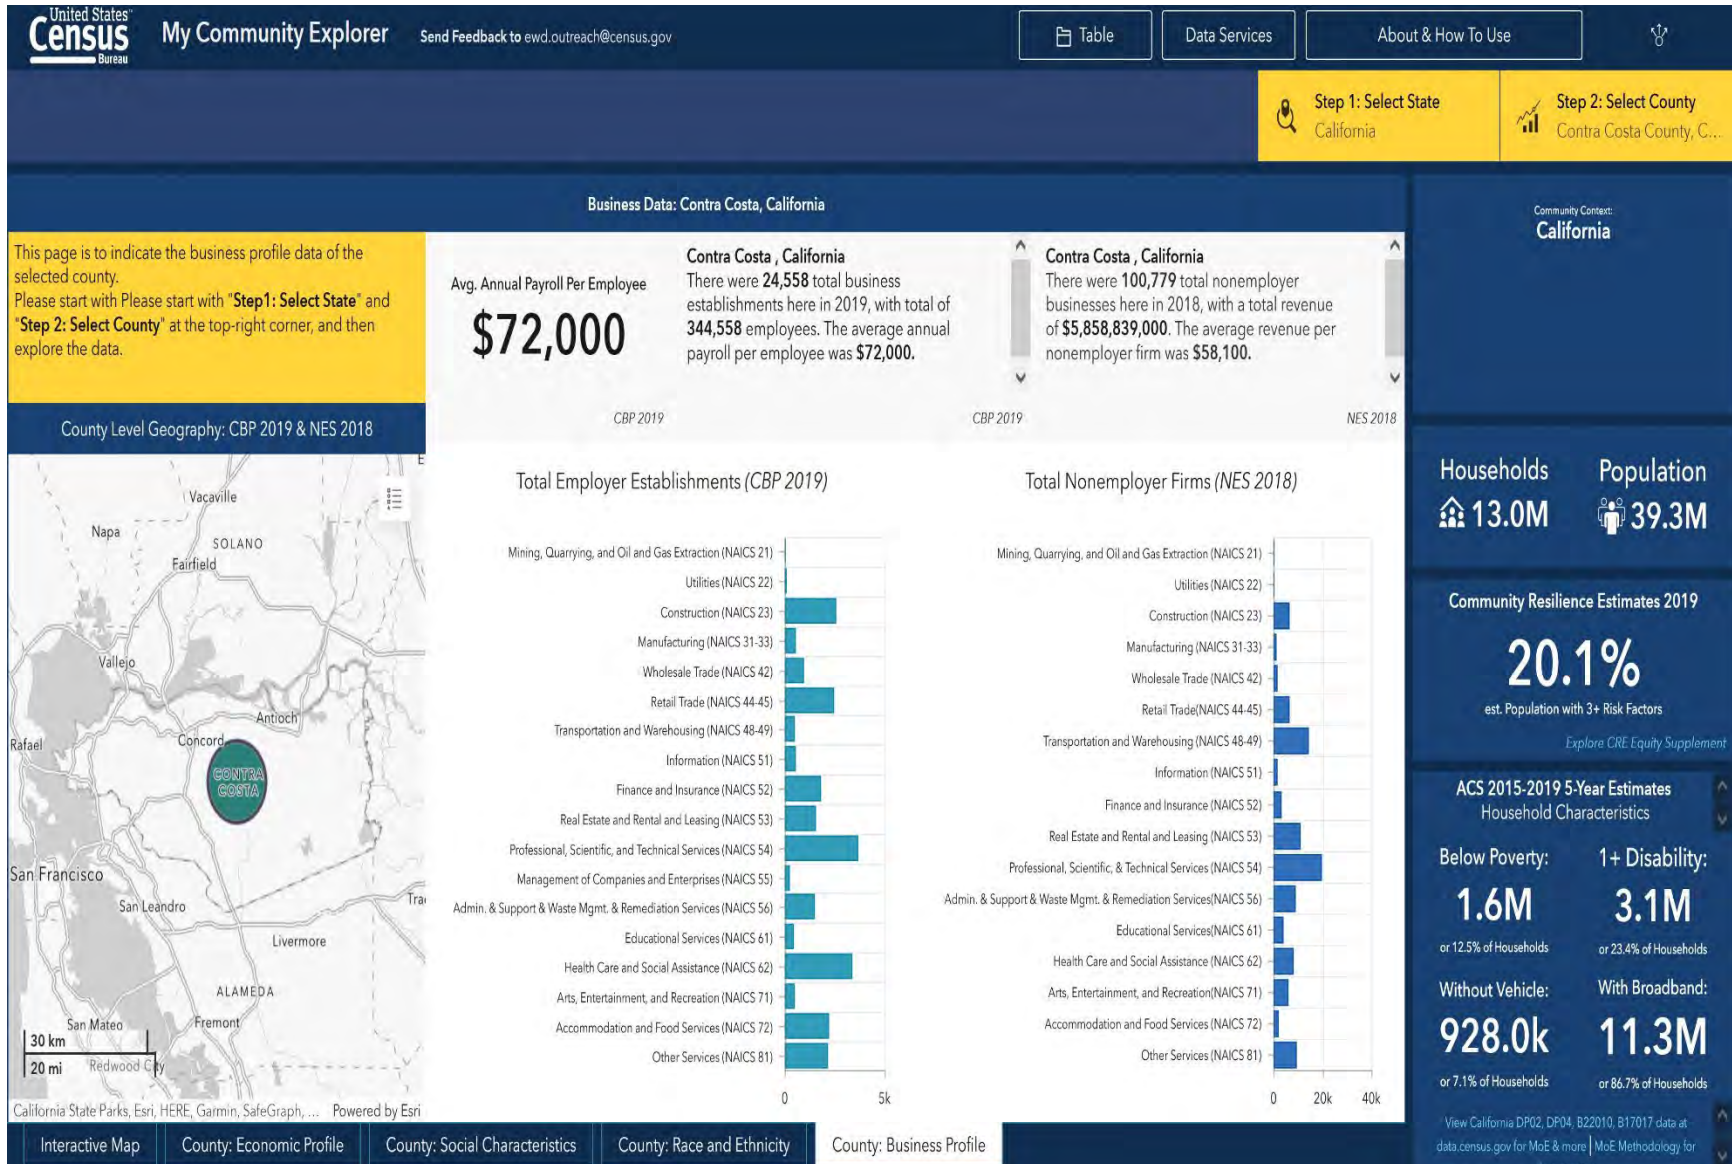 United States™
Census
Bureau
My Community Explorer
Send Feedback to ewd.outreach@census.gov
Table
Data Services
About & How To Use
Step 1: Select State
California
Step 2: Select County
Contra Costa County, C...
Business Data: Contra Costa, California
This page is to indicate the business profile data of the
selected county.
Please start with Please start with "Step1: Select State" and
"Step 2: Select County" at the top-right corner, and then
explore the data.
County Level Geography: CBP 2019 & NES 2018
Avg. Annual Payroll Per Employee
$72,000
CBP 2019
Contra Costa , California
There were 24,558 total business
establishments here in 2019, with total of
344,558 employees. The average annual
payroll per employee was $72,000.
CBP 2019
Contra Costa , California
There were 100,779 total nonemployer
businesses here in 2018, with a total revenue
of $5,858,839,000. The average revenue per
nonemployer firm was $58,100.
NES 2018
Vacaville
Napa
SOLANO
Fairfield
Vallejo
Antioch
Rafael
Concord
CONTRA
COSTA
San Francisco
San Leandro
Tra
Livermore
ALAMEDA
San Mateo
Fremont
30 km
20 mi
Redwood City
California State Parks, Esri, HERE, Garmin, SafeGraph, ...
Powered by Esri
Total Employer Establishments (CBP 2019)
Mining, Quarrying, and Oil and Gas Extraction (NAICS 21)
Utilities (NAICS 22)
Construction (NAICS 23)
Manufacturing (NAICS 31-33)
Wholesale Trade (NAICS 42)
Retail Trade (NAICS 44-45)
Transportation and Warehousing (NAICS 48-49)
Information (NAICS 51)
Finance and Insurance (NAICS 52)
Real Estate and Rental and Leasing (NAICS 53)
Professional, Scientific, and Technical Services (NAICS 54)
Management of Companies and Enterprises (NAICS 55)
Admin. & Support & Waste Mgmt. & Remediation Services (NAICS 56)
Educational Services (NAICS 61)
Health Care and Social Assistance (NAICS 62)
Arts, Entertainment, and Recreation (NAICS 71)
Accommodation and Food Services (NAICS 72)
Other Services (NAICS 81)
0 5k
Total Nonemployer Firms (NES 2018)
Mining, Quarrying, and Oil and Gas Extraction (NAICS 21)
Utilities (NAICS 22)
Construction (NAICS 23)
Manufacturing (NAICS 31-33)
Wholesale Trade (NAICS 42)
Retail Trade(NAICS 44-45)
Transportation and Warehousing (NAICS 48-49)
Information (NAICS 51)
Finance and Insurance (NAICS 52)
Real Estate and Rental and Leasing (NAICS 53)
Professional, Scientific, & Technical Services (NAICS 54)
Admin. & Support & Waste Mgmt. & Remediation Services(NAICS 56)
Educational Services(NAICS 61)
Health Care and Social Assistance (NAICS 62)
Arts, Entertainment, and Recreation(NAICS 71)
Accommodation and Food Services (NAICS 72)
Other Services (NAICS 81)
0 20k 40k
Community Context:
California
Households
13.0M
Population
39.3M
Community Resilience Estimates 2019
20.1%
est. Population with 3+ Risk Factors
Explore CRE Equity Supplement
ACS 2015-2019 5-Year Estimates
Household Characteristics
Below Poverty:
1.6M
or 12.5% of Households
1+ Disability:
3.1M
or 23.4% of Households
Without Vehicle:
928.0k
or 7.1% of Households
With Broadband:
11.3M
or 86.7% of Households
View California DP02, DP04, B22010, B17017 data at
data.census.gov for MoE & more | MoE Methodology for
Interactive Map
County: Economic Profile
County: Social Characteristics
County: Race and Ethnicity
County: Business Profile